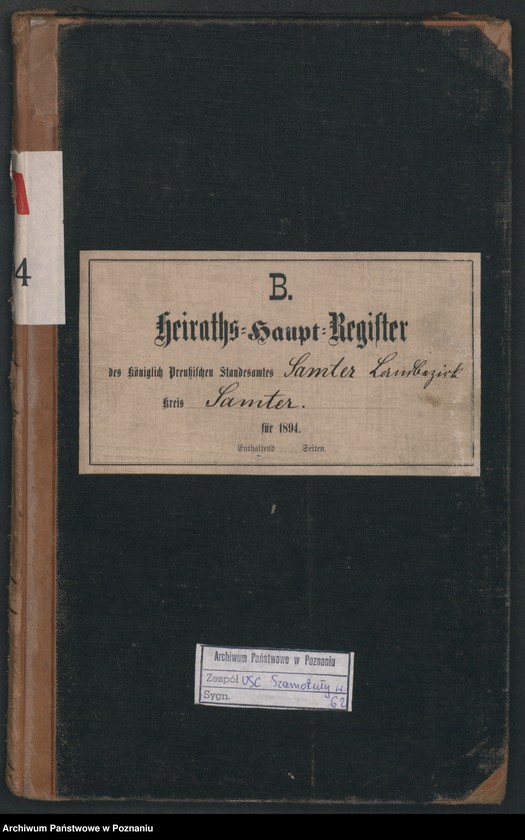 4
B.
Heiraths-Haupt-Register
des Königlich Preußischen Standesamtes Samter Landbezirk
Kreis Samter.
für 1894.
Enthaltend Seiten.
Archiwum Państwowe w Poznaniu
Zespół USC Szamotuły w.
Sygn. 62
Archiwum Państwowe w Poznaniu